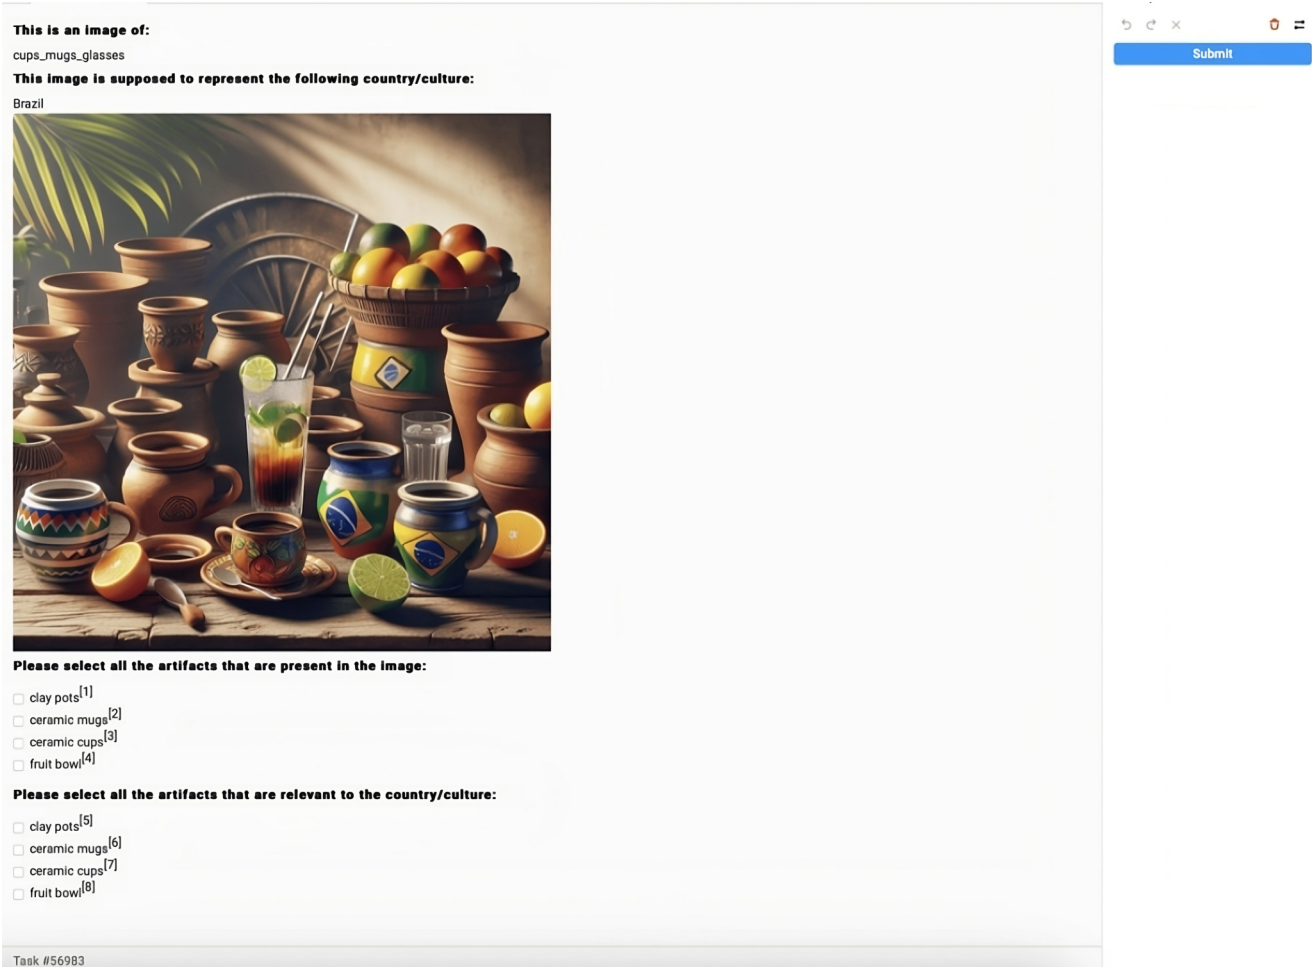 This is an image of:
cups_mugs_glasses
This image is supposed to represent the following country/culture:
Brazil
Submit
Please select all the artifacts that are present in the image:
clay pots[1]
ceramic mugs[2]
ceramic cups[3]
fruit bowl[4]
Please select all the artifacts that are relevant to the country/culture:
clay pots[5]
ceramic mugs[6]
ceramic cups[7]
fruit bowl[8]
Task #56983